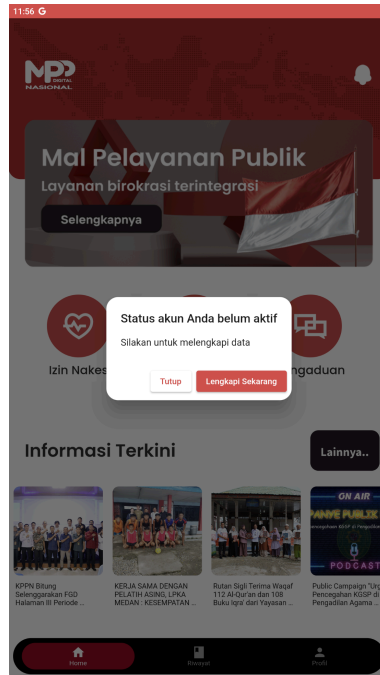 11:56 G
MPP
DIGITAL
NASIONAL
Mal Pelayanan Publik
Layanan birokrasi terintegrasi
Selengkapnya
Status akun Anda belum aktif
Silakan untuk melengkapi data
Tutup
Lengkapi Sekarang
Izin Nakes
ngaduan
Informasi Terkini
Lainnya..
ON AIR
PANYE PUBLIK
PODCAST
KPPN Bitung
Selenggarakan FGD
Halaman III Periode ...
KERJA SAMA DENGAN
PELATIH ASING, LPKA
MEDAN : KESEMPATAN ...
Rutan Sigli Terima Waqaf
112 Al-Qur'an dan 108
Buku Iqra' dari Yayasan ...
Public Campaign "Urg
Pencegahan KGSP di
Pengadilan Agama ...
Home
Riwayat
Profil